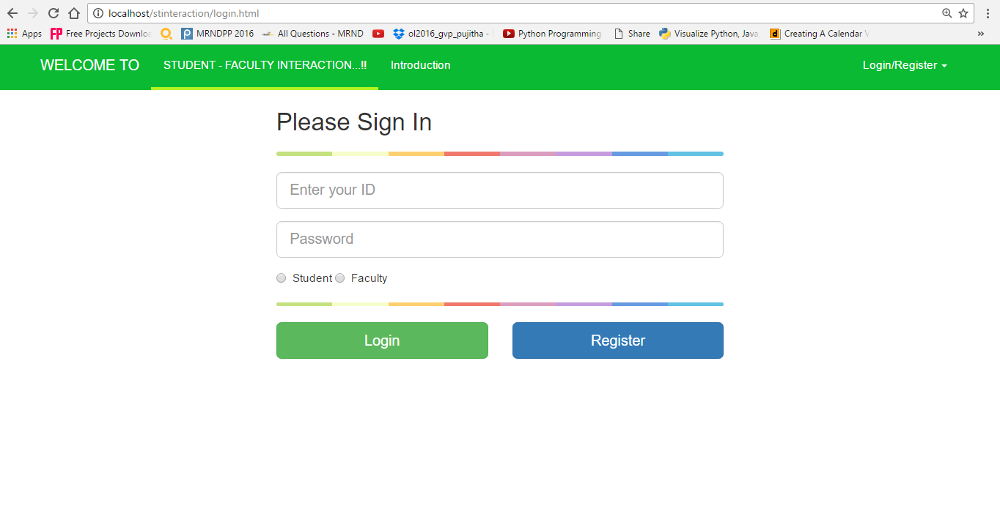 localhost/stinteraction/login.html
Apps FP Free Projects Downlo MRNDPP 2016 All Questions - MRND ol2016_gvp_pujitha - Python Programming Share Visualize Python, Java, d Creating A Calendar »
WELCOME TO STUDENT - FACULTY INTERACTION...!! Introduction Login/Register
Please Sign In
Enter your ID
Password
Student Faculty
Login Register